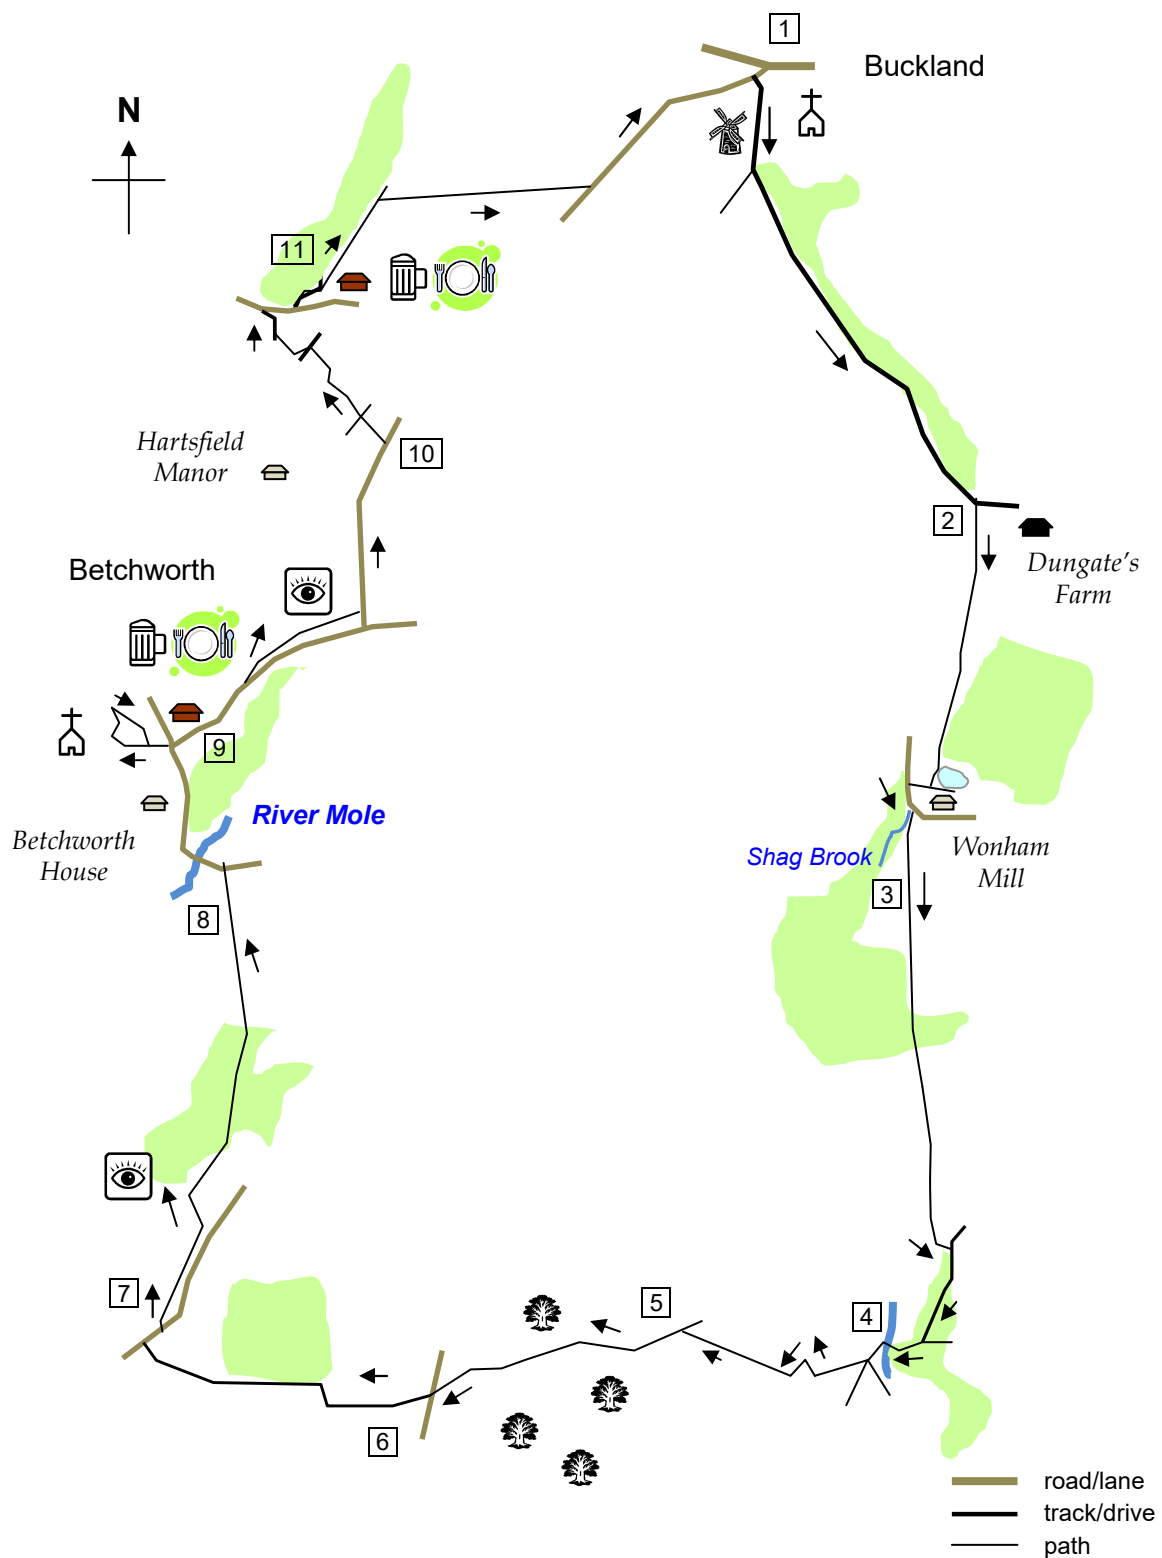 1
Buckland
N
11
Hartsfield
Manor
10
2
Dungate's
Farm
Betchworth
9
River Mole
Betchworth
House
Shag Brook
Wonham
Mill
3
8
7
5
4
6
road/lane
track/drive
path